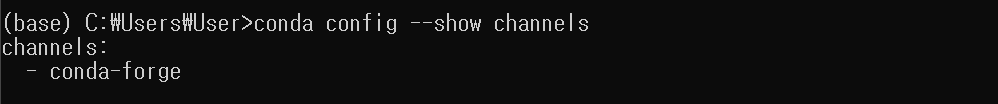 (base) C:₩Users₩User>conda config --show channels
channels:
  - conda-forge